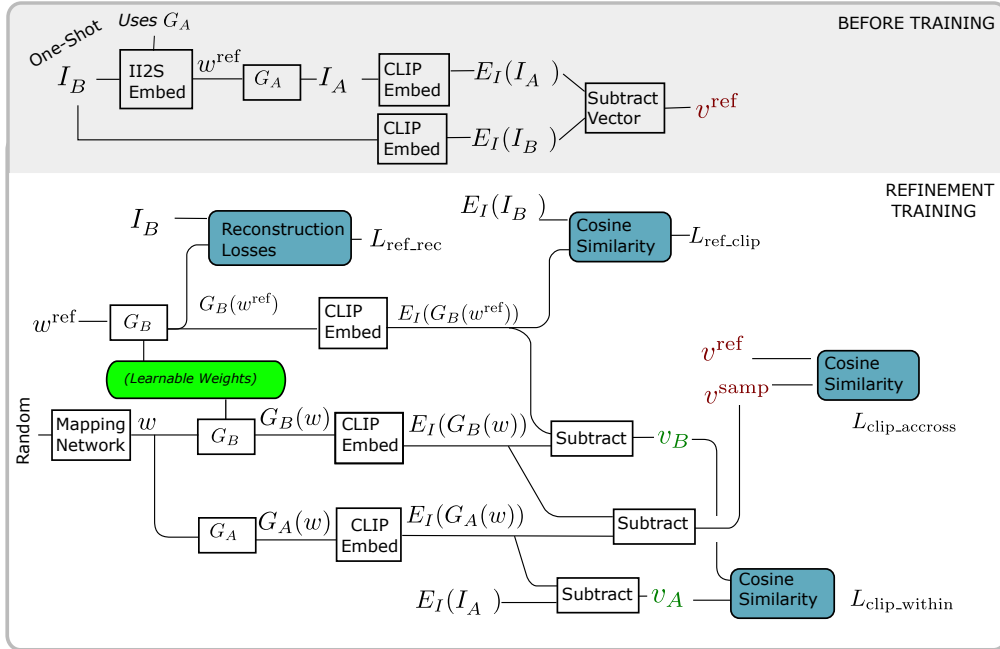 BEFORE TRAINING
One-Shot
Uses G_A
I_B
II2S
Embed
w^ref
G_A
I_A
CLIP
Embed
E_I(I_A )
Subtract
Vector
v^ref
CLIP
Embed
E_I(I_B )
REFINEMENT
TRAINING
I_B
Reconstruction
Losses
L_ref_rec
E_I(I_B )
Cosine
Similarity
L_ref_clip
w^ref
G_B
G_B(w^ref)
CLIP
Embed
E_I(G_B(w^ref))
(Learnable Weights)
v^ref
v^samp
Cosine
Similarity
L_clip_accross
Random
Mapping
Network
w
G_B
G_B(w)
CLIP
Embed
E_I(G_B(w))
Subtract
v_B
G_A
G_A(w)
CLIP
Embed
E_I(G_A(w))
Subtract
E_I(I_A )
Subtract
v_A
Cosine
Similarity
L_clip_within